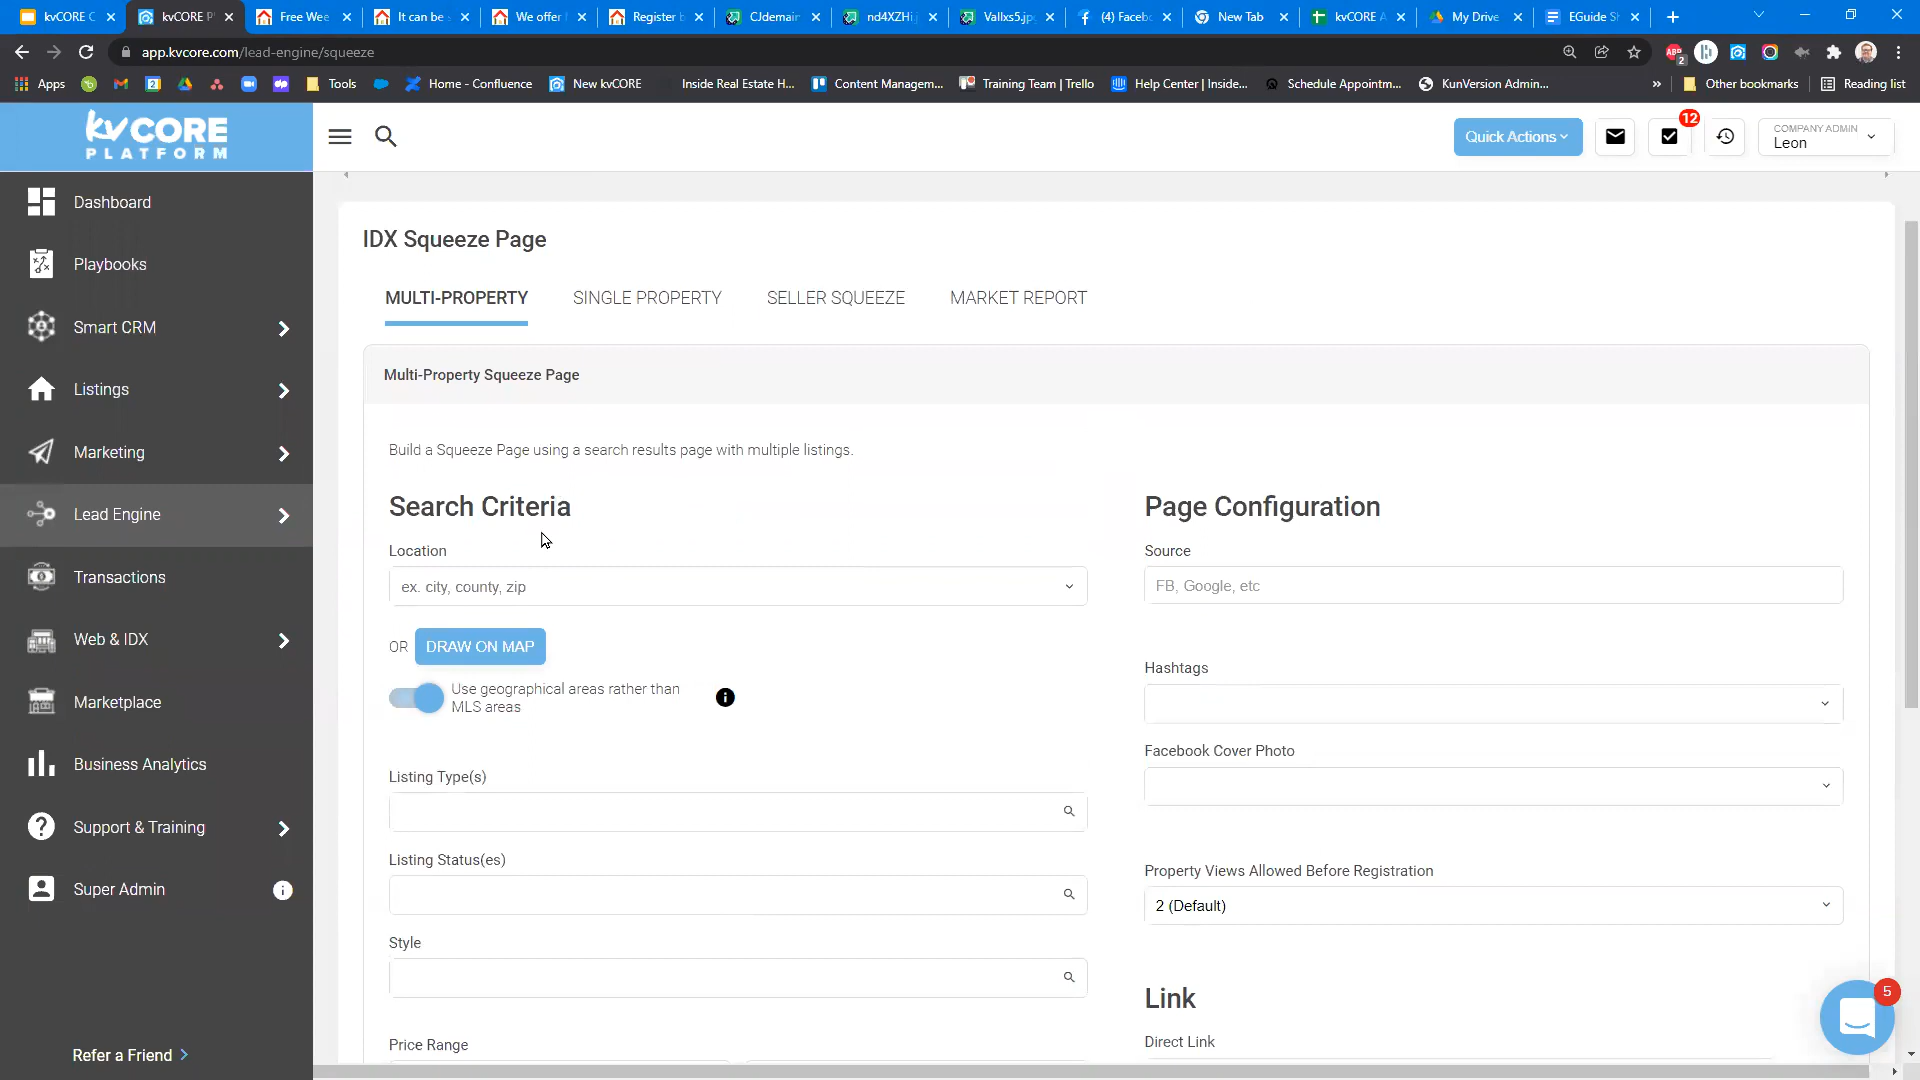 kvCORE C
kvCORE P
Free Wee
It can be s
We offer
Register b
CJdemain
nd4XZHi.j
Vallxs5.jp
(4) Faceb
New Tab
kvCORE A
My Drive
EGuide S
app.kvcore.com/lead-engine/squeeze
Apps
Tools
Home - Confluence
New kvCORE
Inside Real Estate H...
Content Managem...
Training Team | Trello
Help Center | Inside...
Schedule Appointm...
KunVersion Admin...
»
Other bookmarks
Reading list
kvCORE
PLATFORM
Quick Actions
12
COMPANY ADMIN
Leon
Dashboard
Playbooks
Smart CRM
Listings
Marketing
Lead Engine
Transactions
Web & IDX
Marketplace
Business Analytics
Support & Training
Super Admin
Refer a Friend
IDX Squeeze Page
MULTI-PROPERTY
SINGLE PROPERTY
SELLER SQUEEZE
MARKET REPORT
Multi-Property Squeeze Page
Build a Squeeze Page using a search results page with multiple listings.
Search Criteria
Location
ex. city, county, zip
OR DRAW ON MAP
Use geographical areas rather than
MLS areas
Listing Type(s)
Listing Status(es)
Style
Price Range
Page Configuration
Source
FB, Google, etc
Hashtags
Facebook Cover Photo
Property Views Allowed Before Registration
2 (Default)
Link
Direct Link
5